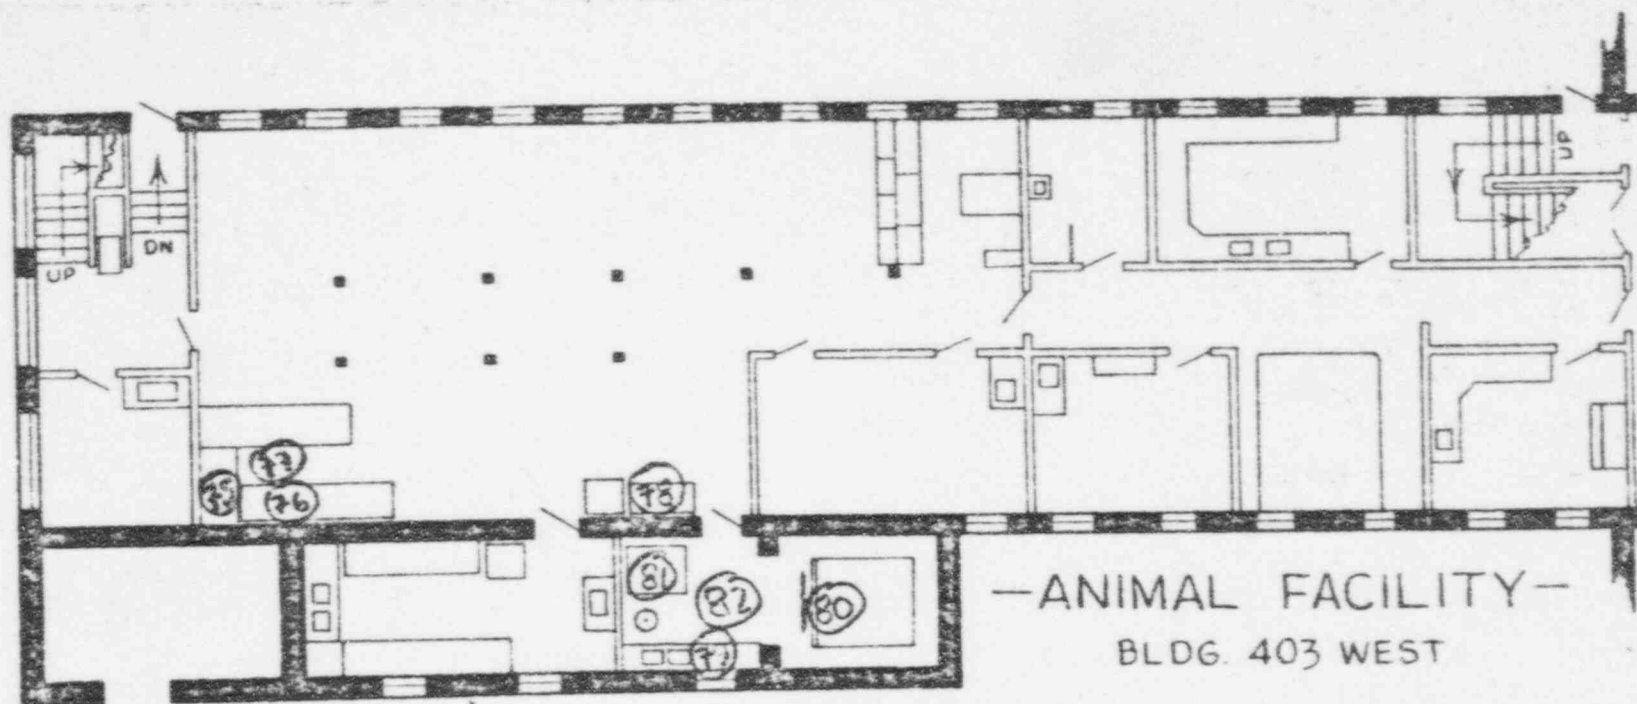 UP
DN
UP
77
76
78
81
82
80
—ANIMAL FACILITY—
BLDG. 403 WEST